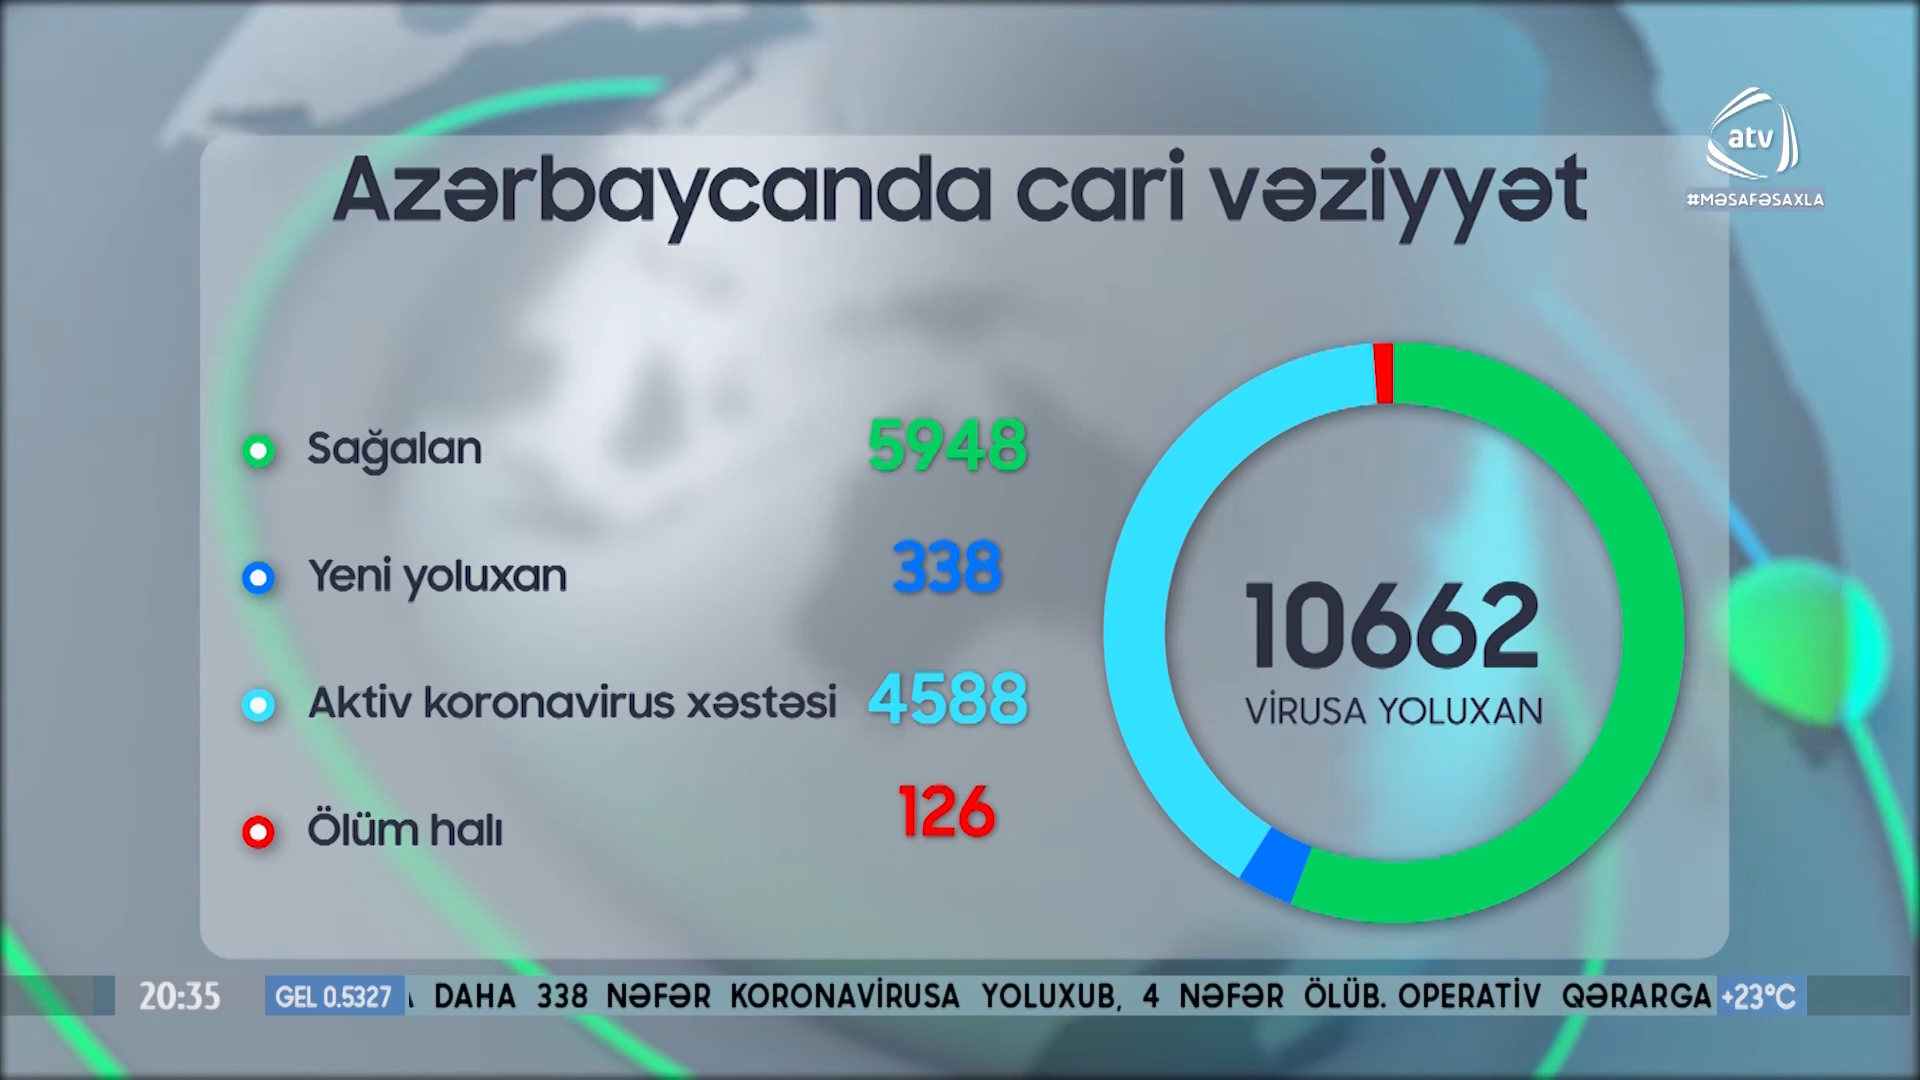 Azərbaycanda cari vəziyyət
atv
#MƏSAFƏSAXLA
Sağalan 5948
Yeni yoluxan 338
Aktiv koronavirus xəstəsi 4588
Ölüm halı 126
10662
VİRUSA YOLUXAN
20:35 GEL 0.5327 DAHA 338 NƏFƏR KORONAVİRUSA YOLUXUB, 4 NƏFƏR ÖLÜB. OPERATİV QƏRARGA +23°C